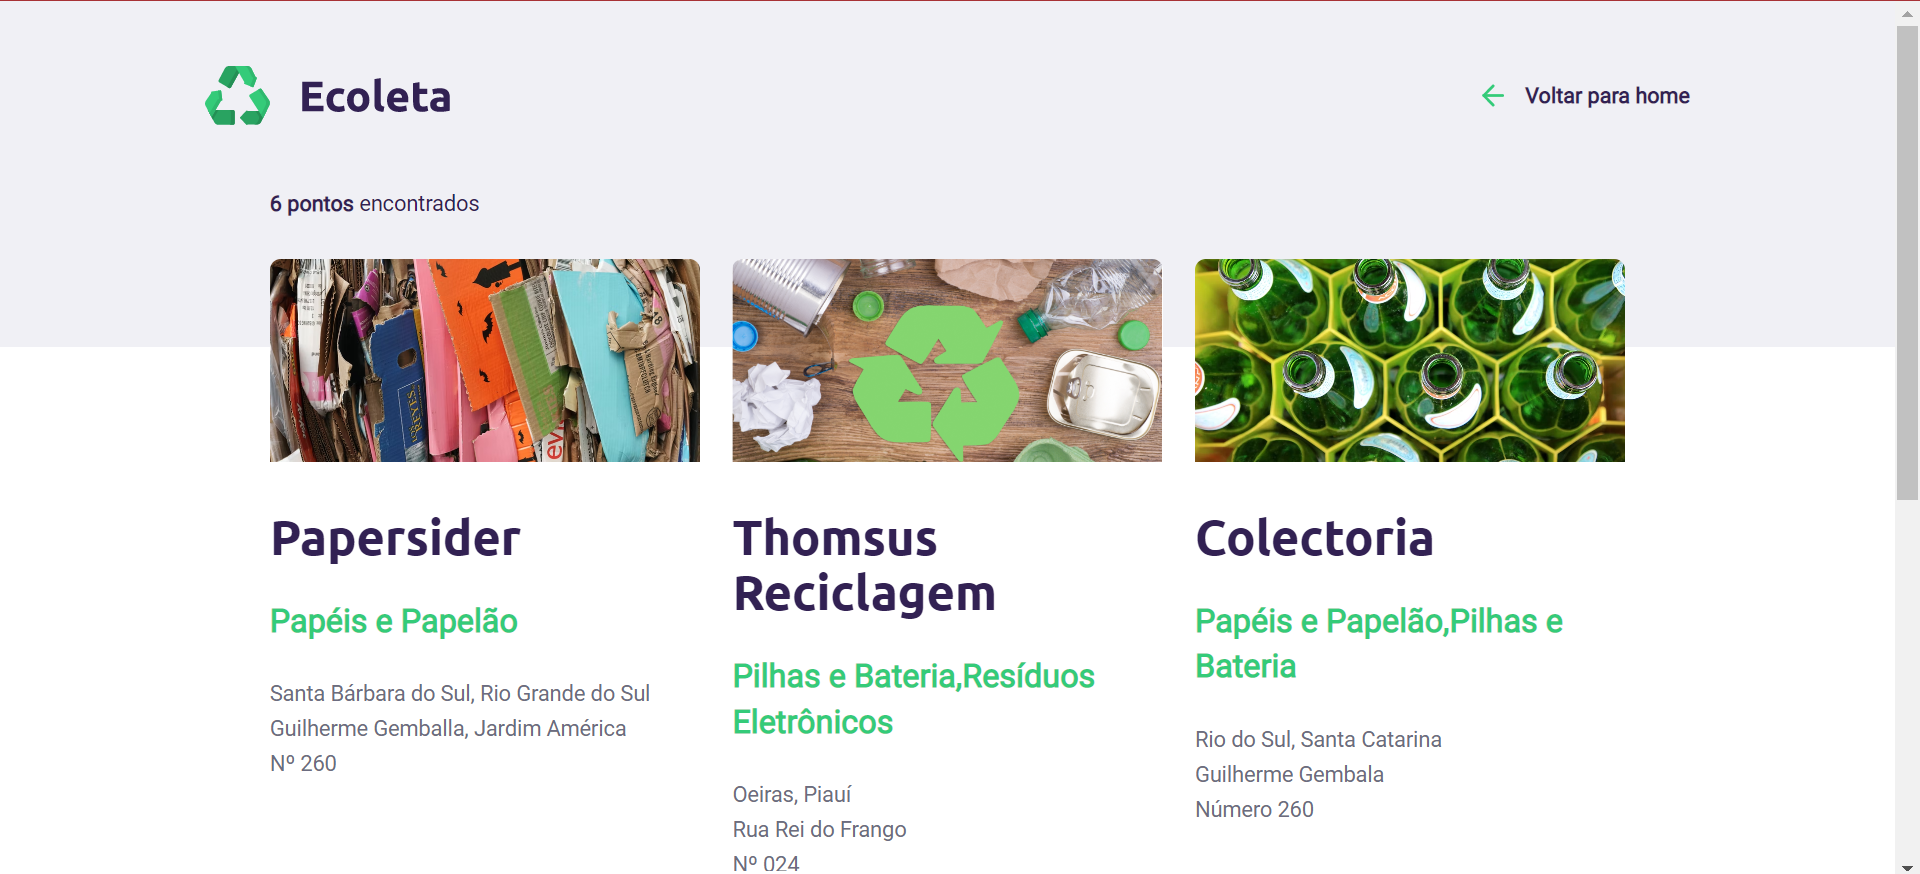 Ecoleta
Voltar para home
6 pontos encontrados
Papersider
Papéis e Papelão
Santa Bárbara do Sul, Rio Grande do Sul
Guilherme Gemballa, Jardim América
Nº 260
Thomsus
Reciclagem
Pilhas e Bateria,Resíduos
Eletrônicos
Oeiras, Piauí
Rua Rei do Frango
Nº 024
Colectoria
Papéis e Papelão,Pilhas e
Bateria
Rio do Sul, Santa Catarina
Guilherme Gembala
Número 260